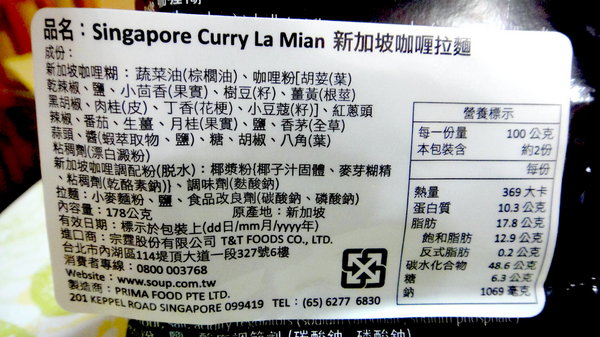 品名：Singapore Curry La Mian 新加坡咖喱拉麵
成份：
新加坡咖哩糊：蔬菜油(棕櫚油)、咖哩粉[胡荽(葉)
乾辣椒、鹽、小茴香(果實)、樹豆(籽)、薑黃(根莖)
黑胡椒、肉桂(皮)、丁香(花梗)、小豆蔻(籽)]、紅蔥頭
辣椒、番茄、生薑、月桂(果實)、鹽、香茅(全草)
蒜頭、醬(蝦萃取物、鹽)、糖、胡椒、八角(葉)
粘稠劑(漂白澱粉)
新加坡咖哩調配粉(脫水)：椰漿粉{椰子汁固體、麥芽糊精
、粘稠劑(乾酪素鈉)}、調味劑(麩酸鈉)
拉麵：小麥麵粉、鹽、食品改良劑(碳酸鈉、磷酸鈉)
內容量：178公克 原產地：新加坡
有效日期：標示於包裝上(dd日/mm月/yyyy年)
進口商：宗霆股份有限公司 T&T FOODS CO., LTD.
台北市內湖區114堤頂大道一段327號6樓
消費者專線：0800 003768
Website：www.soup.com.tw
製造商：PRIMA FOOD PTE LTD.
201 KEPPEL ROAD SINGAPORE 099419 TEL：(65) 6277 6830
營養標示
每一份量 100 公克
本包裝含 約2份
每份
熱量 369 大卡
蛋白質 10.3 公克
脂肪 17.8 公克
飽和脂肪 12.9 公克
反式脂肪 0.2 公克
碳水化合物 48.6 公克
糖 6.3 公克
鈉 1069 毫克